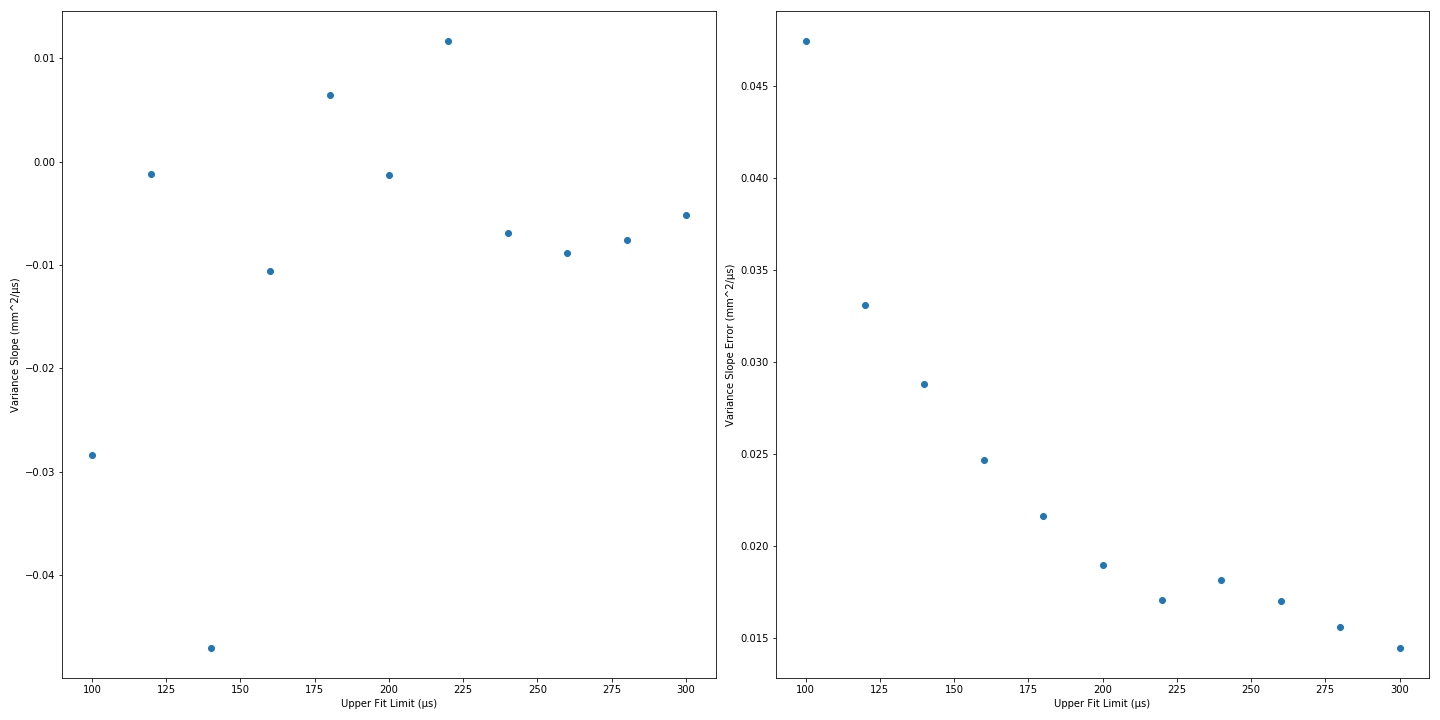 Variance Slope (mm^2/μs)
0.01
0.00
−0.01
−0.02
−0.03
−0.04
100 125 150 175 200 225 250 275 300
Upper Fit Limit (μs)
Variance Slope Error (mm^2/μs)
0.045
0.040
0.035
0.030
0.025
0.020
0.015
100 125 150 175 200 225 250 275 300
Upper Fit Limit (μs)